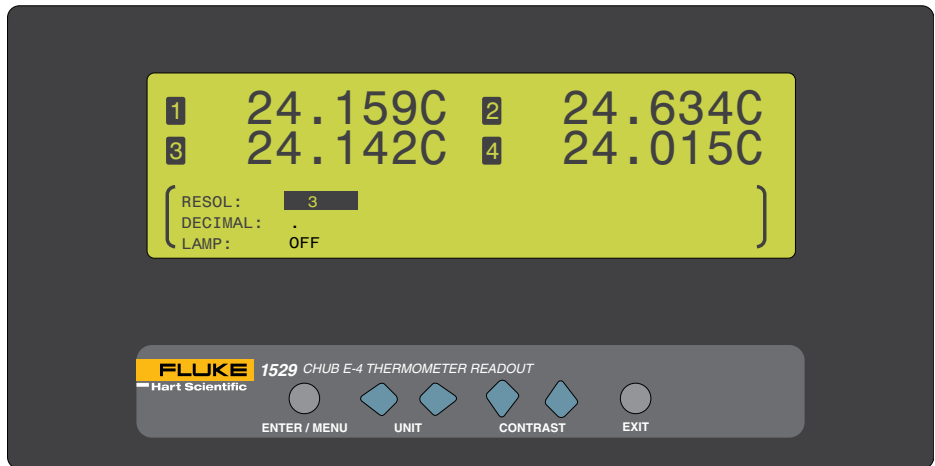 1 24.159C 2 24.634C
3 24.142C 4 24.015C
RESOL: 3
DECIMAL: .
LAMP: OFF
FLUKE 1529 CHUB E-4 THERMOMETER READOUT
Hart Scientific
ENTER / MENU UNIT CONTRAST EXIT